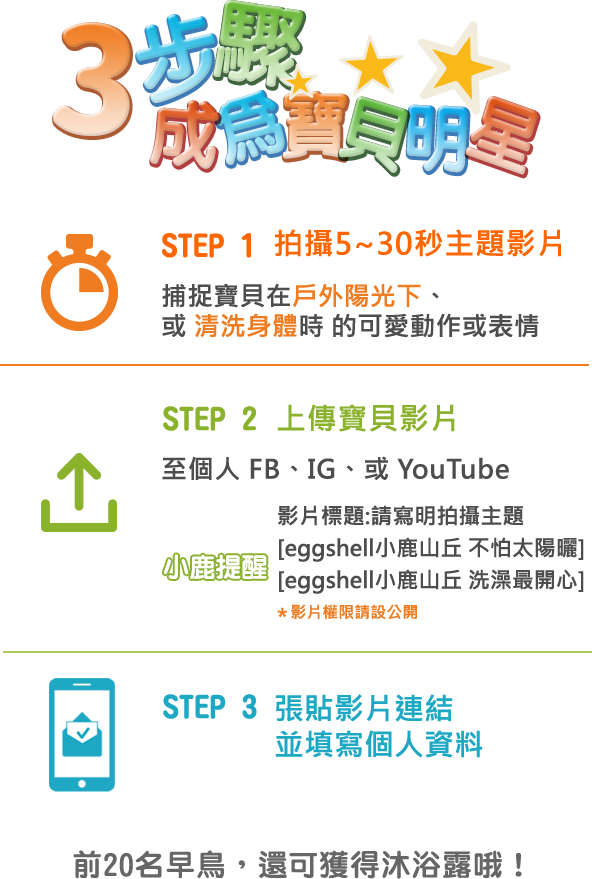 3步驟
成為寶貝明星
STEP 1 拍攝5~30秒主題影片
捕捉寶貝在戶外陽光下、
或 清洗身體時 的可愛動作或表情
STEP 2 上傳寶貝影片
至個人 FB、IG、或 YouTube
影片標題:請寫明拍攝主題
小鹿提醒
[eggshell小鹿山丘 不怕太陽曬]
[eggshell小鹿山丘 洗澡最開心]
*影片權限請設公開
STEP 3 張貼影片連結
並填寫個人資料
前20名早鳥，還可獲得沐浴露哦！